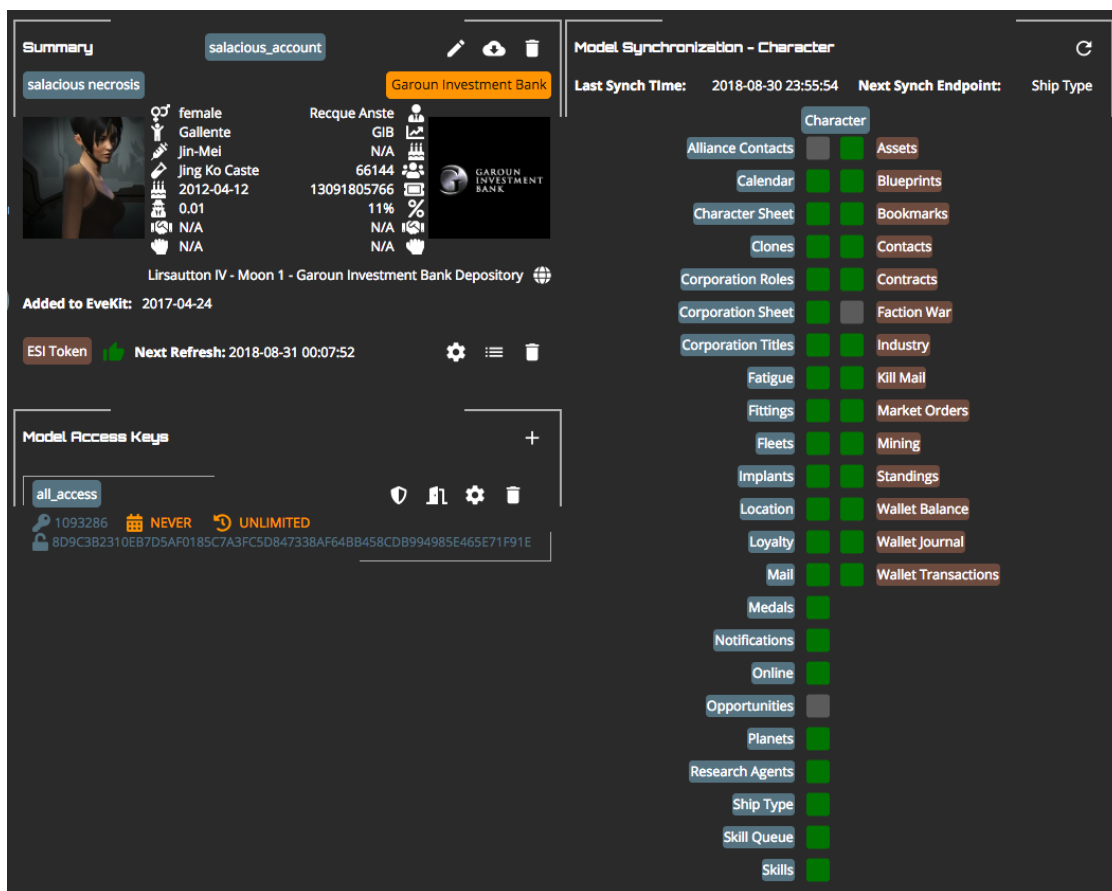 Summary
salacious_account
salacious necrosis
Garoun Investment Bank
female
Recque Anste
Gallente
GIB
Jin-Mei
N/A
Jing Ko Caste
66144
2012-04-12
13091805766
0.01
11%
N/A
N/A
N/A
N/A
GAROUN
INVESTMENT
BANK
Lirsautton IV - Moon 1 - Garoun Investment Bank Depository
Added to EveKit: 2017-04-24
ESI Token
Next Refresh: 2018-08-31 00:07:52
Model Access Keys
all_access
1093286
NEVER
UNLIMITED
8D9C3B2310EB7D5AF0185C7A3FC5D847338AF64BB458CDB994985E465E71F91E
Model Synchronization - Character
Last Synch TIme: 2018-08-30 23:55:54 Next Synch Endpoint: Ship Type
Character
Alliance Contacts
Assets
Calendar
Blueprints
Character Sheet
Bookmarks
Clones
Contacts
Corporation Roles
Contracts
Corporation Sheet
Faction War
Corporation Titles
Industry
Fatigue
Kill Mail
Fittings
Market Orders
Fleets
Mining
Implants
Standings
Location
Wallet Balance
Loyalty
Wallet Journal
Mail
Wallet Transactions
Medals
Notifications
Online
Opportunities
Planets
Research Agents
Ship Type
Skill Queue
Skills